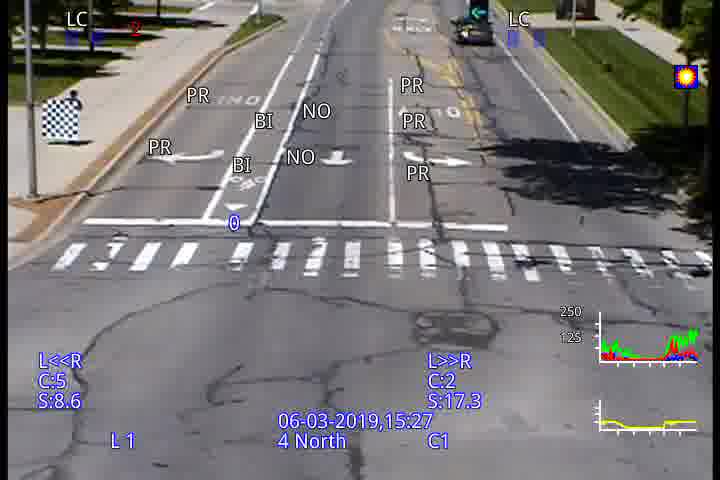 LC
LC
2
PR
PR
NO
BI
PR
PR
NO
BI
PR
0
250
125
L<<R
C:5
S:8.6
L>>R
C:2
S:17.3
06-03-2019,15:27
L 1
4 North
C1